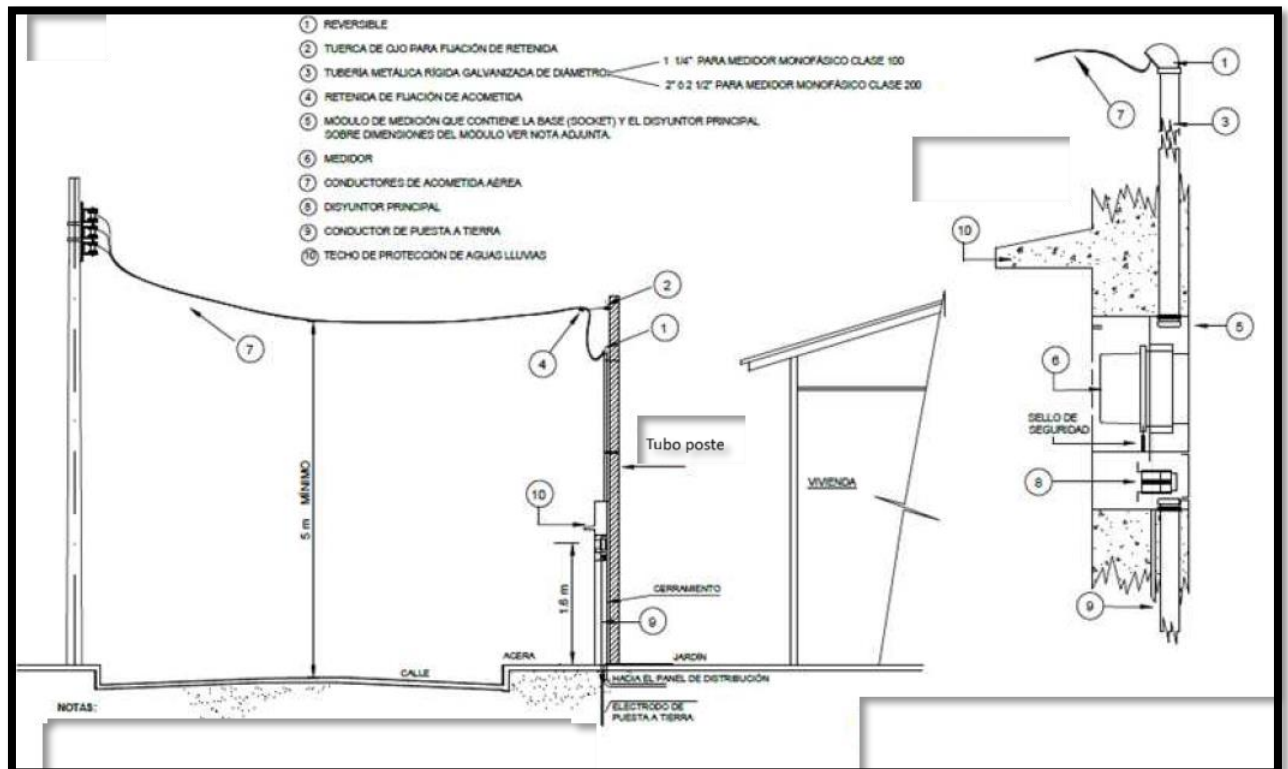 1 REVERSIBLE
2 TUERCA DE OJO PARA FIJACIÓN DE RETENIDA
3 TUBERÍA METÁLICA RÍGIDA GALVANIZADA DE DIÁMETRO:
1 1/4" PARA MEDIDOR MONOFÁSICO CLASE 100
2" Ó 2 1/2" PARA MEDIDOR MONOFÁSICO CLASE 200
4 RETENIDA DE FIJACIÓN DE ACOMETIDA
5 MÓDULO DE MEDICIÓN QUE CONTIENE LA BASE (SOCKET) Y EL DISYUNTOR PRINCIPAL
SOBRE DIMENSIONES DEL MÓDULO VER NOTA ADJUNTA.
6 MEDIDOR
7 CONDUCTORES DE ACOMETIDA AÉREA
8 DISYUNTOR PRINCIPAL
9 CONDUCTOR DE PUESTA A TIERRA
10 TECHO DE PROTECCIÓN DE AGUAS LLUVIAS
7
5 m MÍNIMO
4
2
1
Tubo poste
10
1.6 m
CERRAMIENTO
9
VIVIENDA
CALLE
ACERA
JARDÍN
HACIA EL PANEL DE DISTRIBUCIÓN
ELECTRODO DE
PUESTA A TIERRA
NOTAS:
1
7
3
10
5
6
SELLO DE
SEGURIDAD
8
9